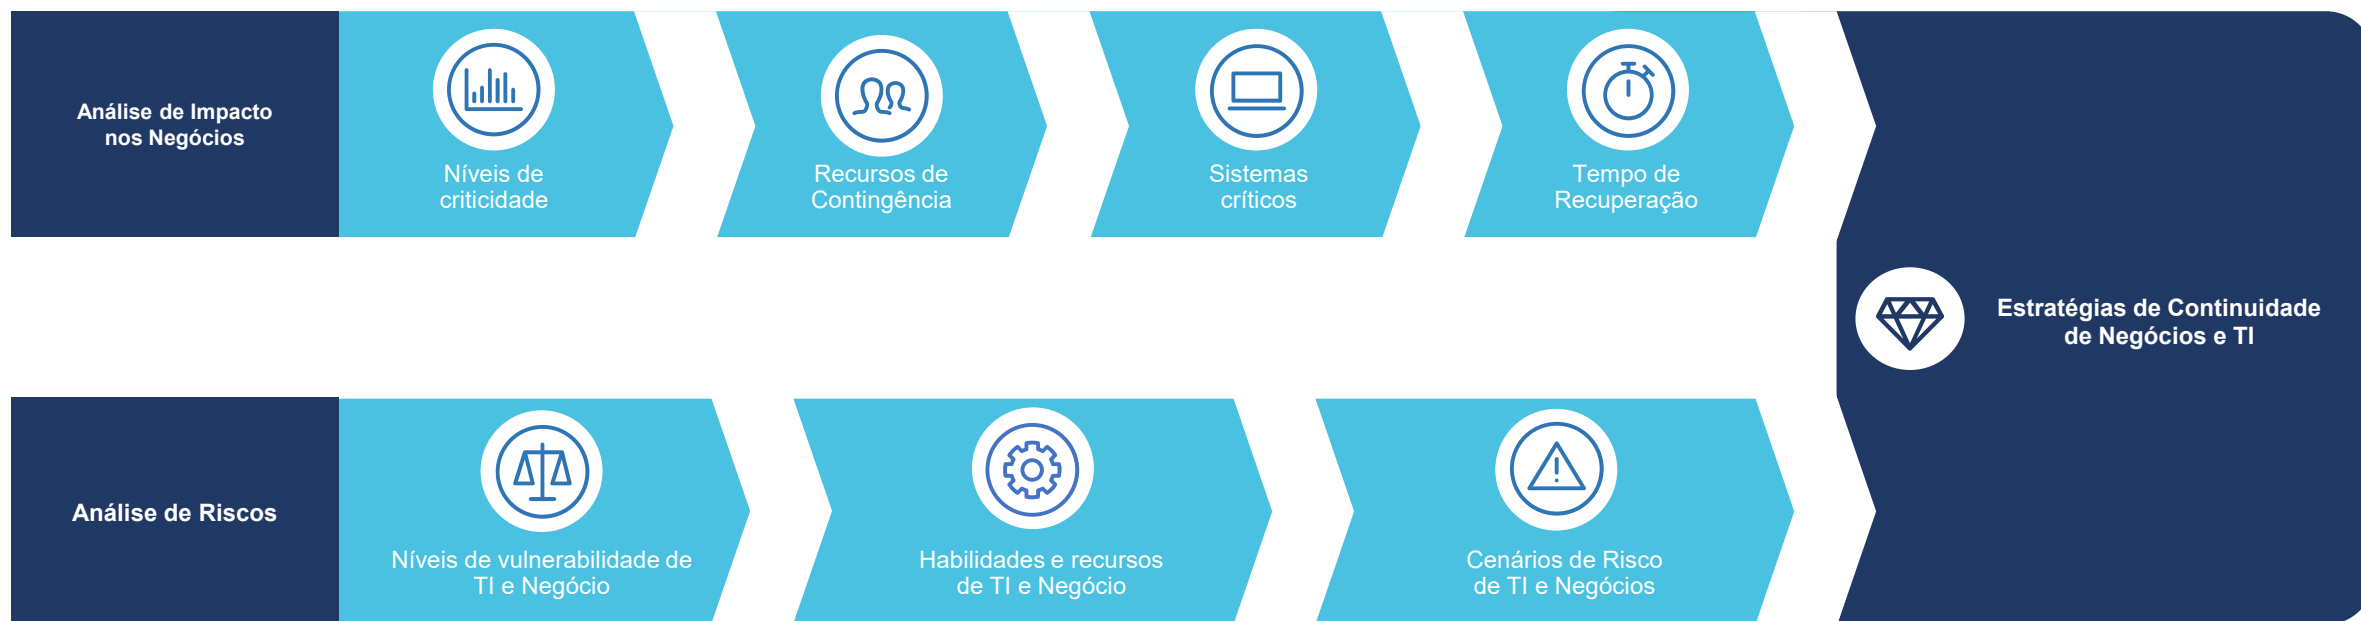 Análise de Impacto
nos Negócios
Níveis de
criticidade
Recursos de
Contingência
Sistemas
críticos
Tempo de
Recuperação
Estratégias de Continuidade
de Negócios e TI
Análise de Riscos
Níveis de vulnerabilidade de
TI e Negócio
Habilidades e recursos
de TI e Negócio
Cenários de Risco
de TI e Negócios